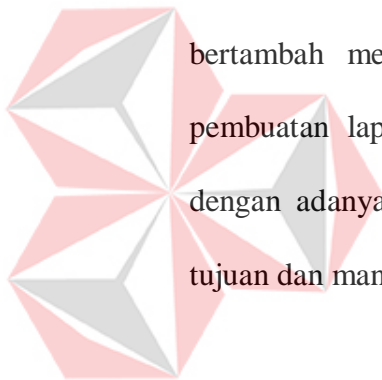 bertambah me
pembuatan lap
dengan adanya
tujuan dan man